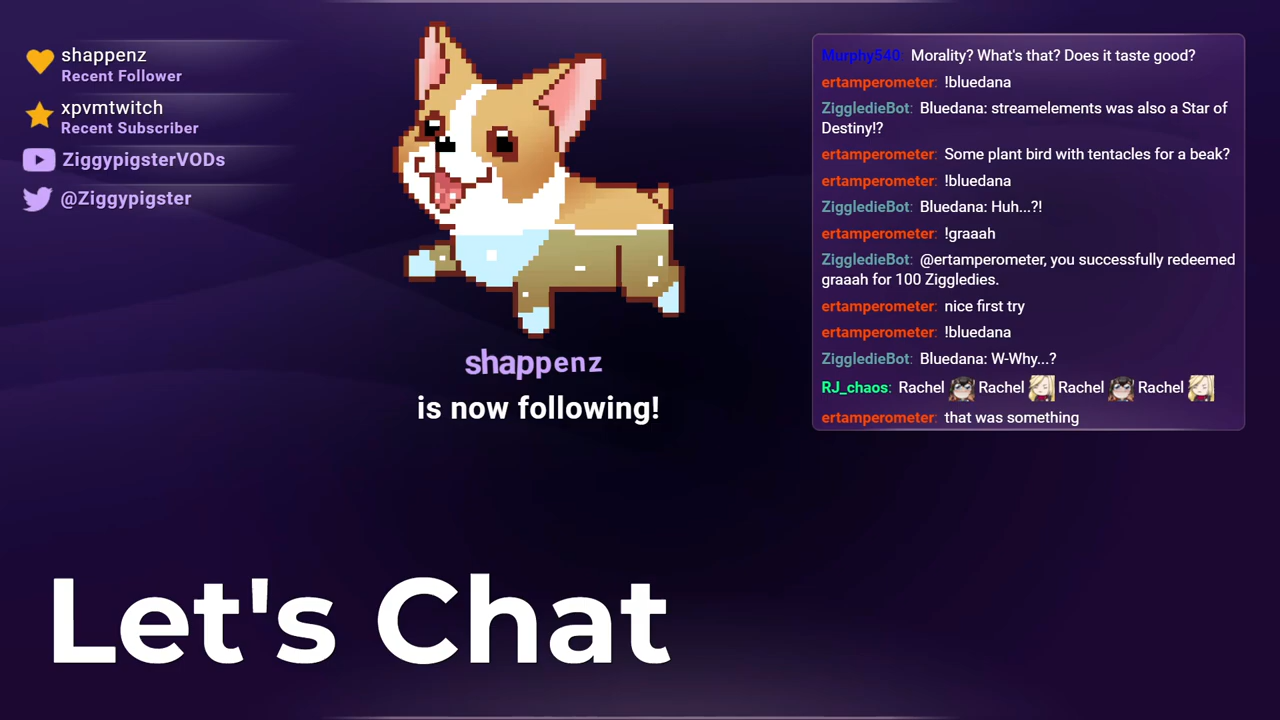 shappenz
Recent Follower
xpvmtwitch
Recent Subscriber
ZiggypigsterVODs
@Ziggypigster
shappenz
is now following!
Murphy540: Morality? What's that? Does it taste good?
ertamperometer: !bluedana
ZiggledieBot: Bluedana: streamelements was also a Star of
Destiny!?
ertamperometer: Some plant bird with tentacles for a beak?
ertamperometer: !bluedana
ZiggledieBot: Bluedana: Huh...?!
ertamperometer: !graaah
ZiggledieBot: @ertamperometer, you successfully redeemed
graaah for 100 Ziggledies.
ertamperometer: nice first try
ertamperometer: !bluedana
ZiggledieBot: Bluedana: W-Why...?
RJ_chaos: Rachel Rachel Rachel Rachel
ertamperometer: that was something
Let's Chat